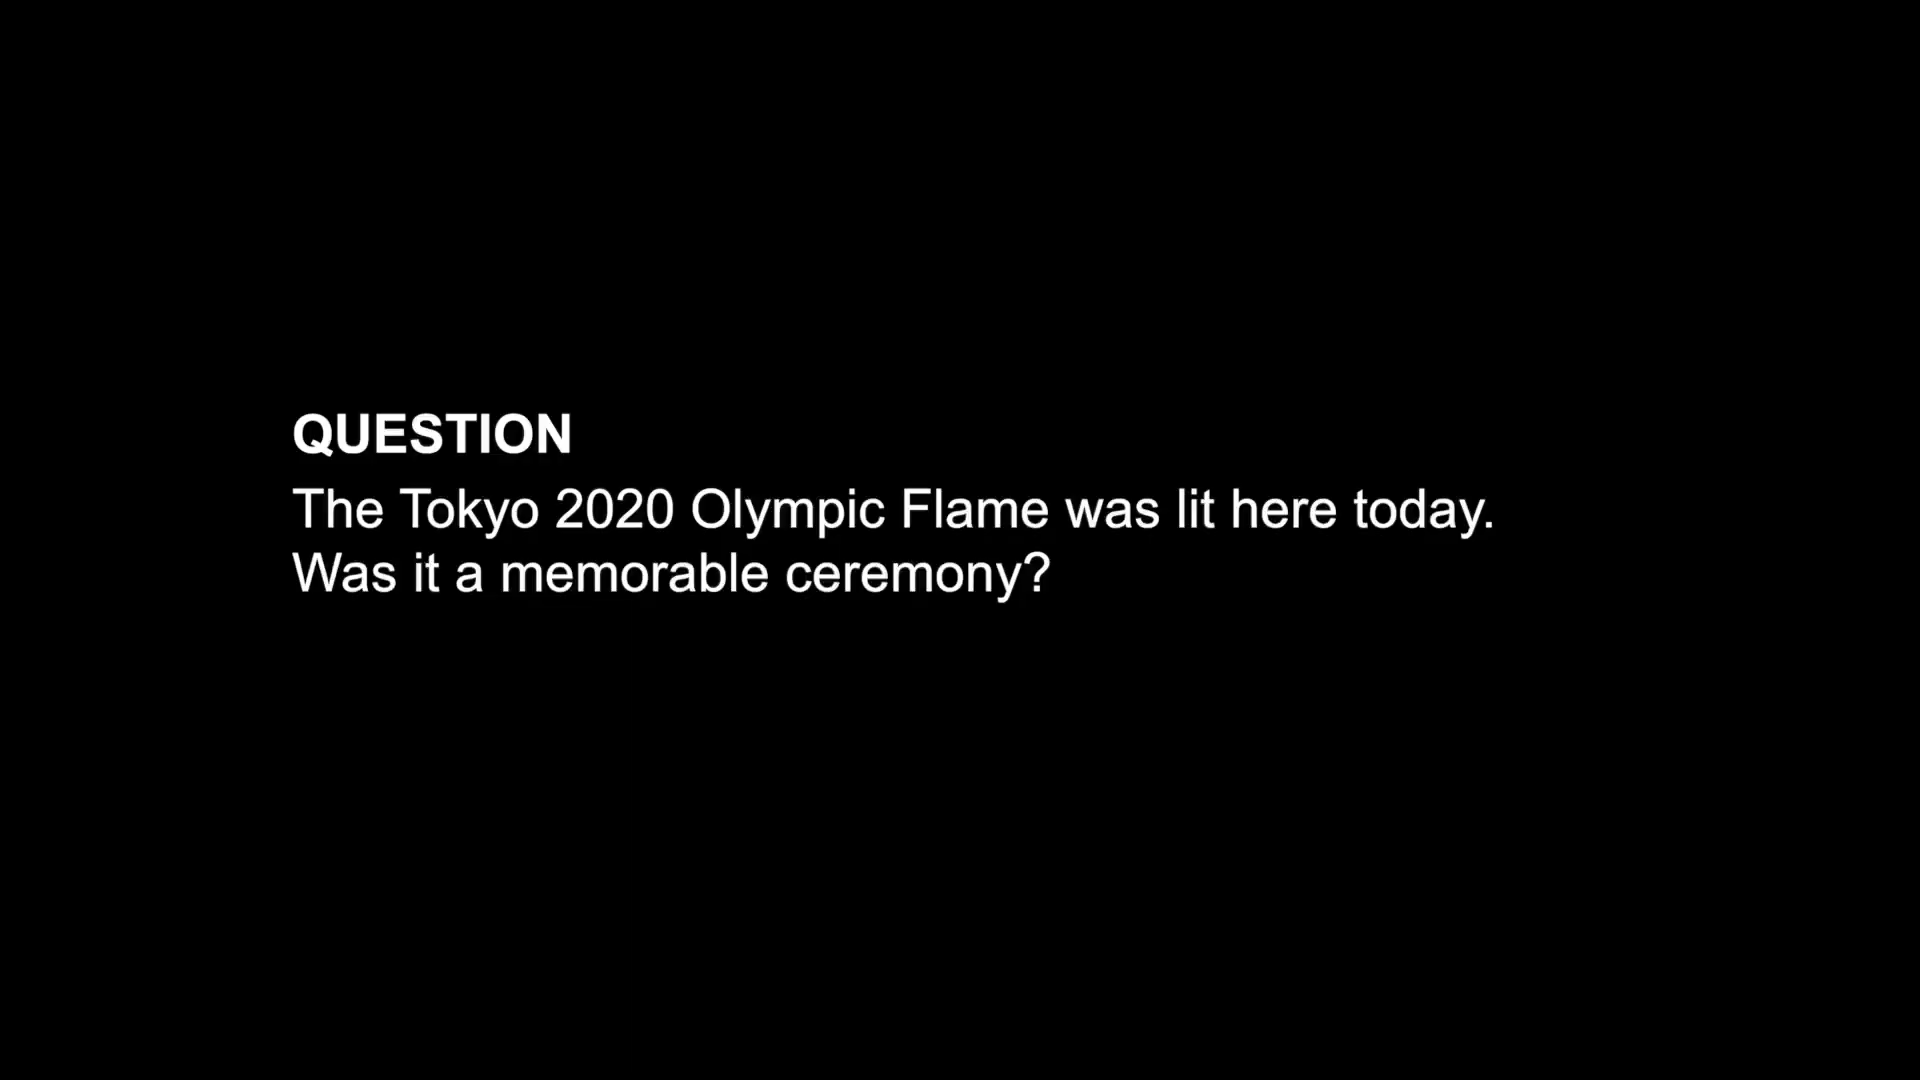 QUESTION
The Tokyo 2020 Olympic Flame was lit here today.
Was it a memorable ceremony?